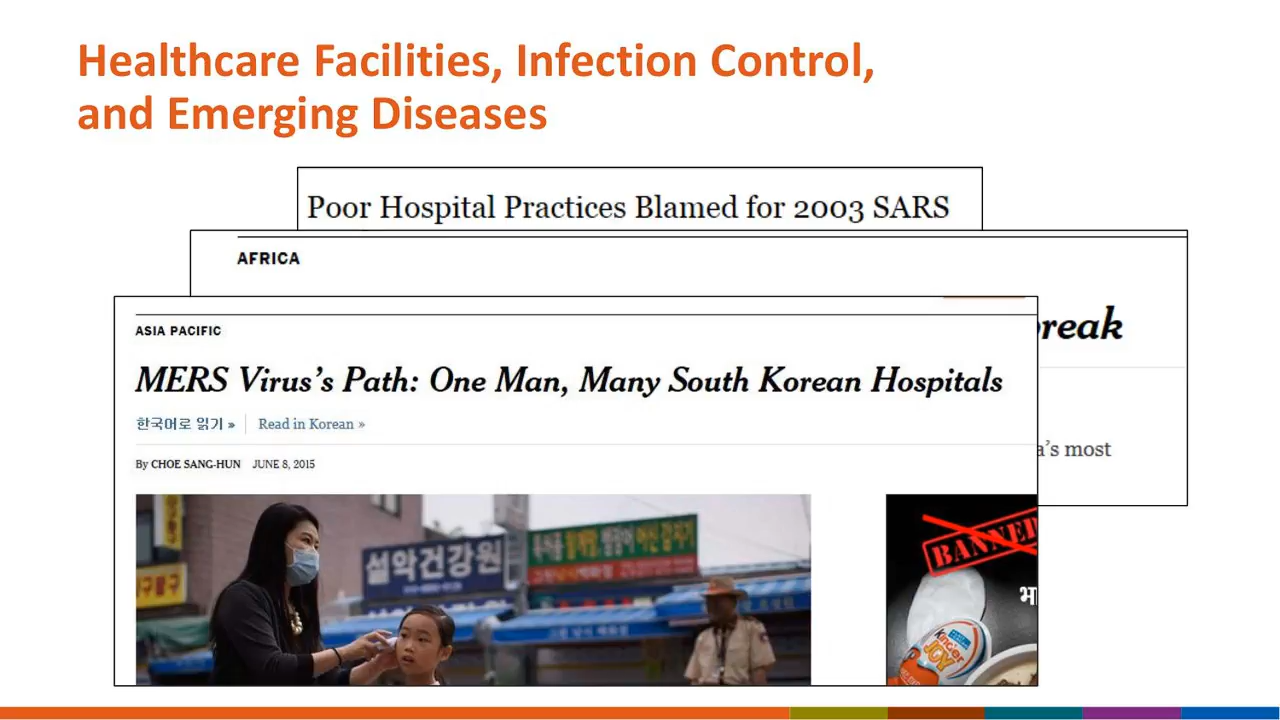 Healthcare Facilities, Infection Control,
and Emerging Diseases
Poor Hospital Practices Blamed for 2003 SARS
AFRICA
reak
a's most
ASIA PACIFIC
MERS Virus's Path: One Man, Many South Korean Hospitals
한국어로 읽기 » Read in Korean »
By CHOE SANG-HUN JUNE 8, 2015
설악건강원
BANNED
Kinder
JOY